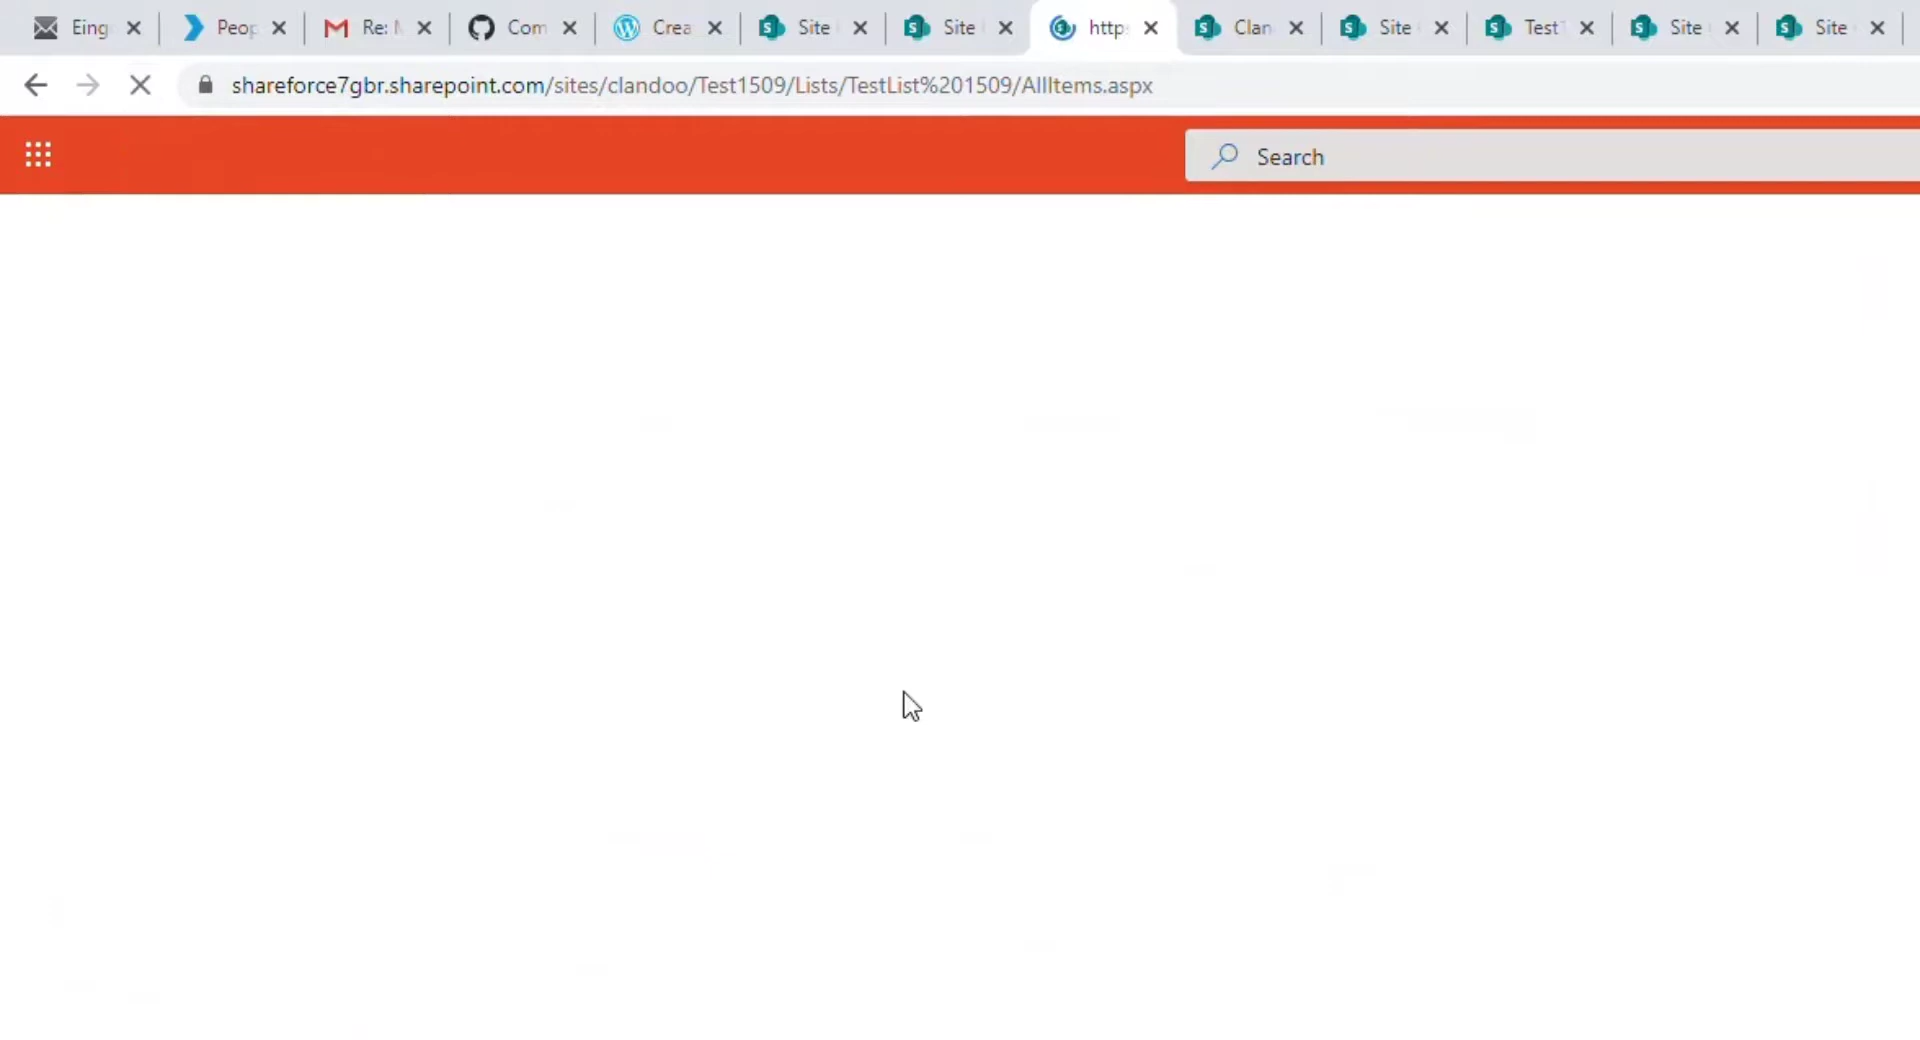 Eing Peop Re: Com Crea Site Site http Clan Site Test Site Site
shareforce7gbr.sharepoint.com/sites/clandoo/Test1509/Lists/TestList%201509/AllItems.aspx
Search